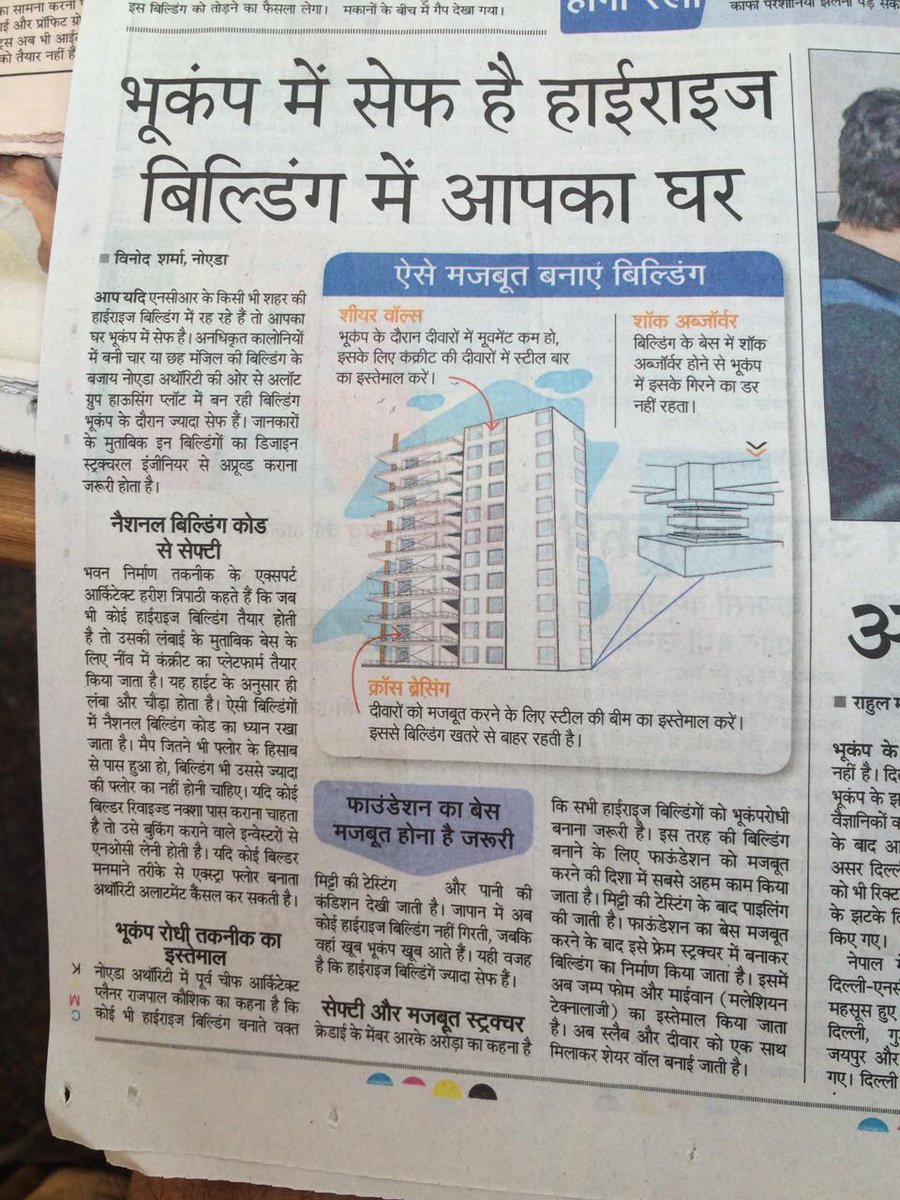 का सामना करना
ई और प्रॉफिट ग्रो
ट्स अब भी आई
को तैयार नहीं हैं
इस बिल्डिंग को तोड़ने का फैसला लेगा।
मकानों के बीच में गैप देखा गया।
काफी परेशानियां झेलनी पड़ सक
भूकंप में सेफ है हाईराइज
बिल्डिंग में आपका घर
■ विनोद शर्मा, नोएडा
आप यदि एनसीआर के किसी भी शहर की
हाईराइज बिल्डिंग में रह रहे हैं तो आपका
घर भूकंप में सेफ है। अनधिकृत कालोनियों
में बनी चार या छह मंजिल की बिल्डिंग के
बजाय नोएडा अथॉरिटी की ओर से अलॉट
ग्रुप हाऊसिंग प्लॉट में बन रही बिल्डिंग
भूकंप के दौरान ज्यादा सेफ हैं। जानकारों
के मुताबिक इन बिल्डिंगों का डिजाइन
स्ट्रक्चरल इंजीनियर से अप्रूव्ड कराना
जरूरी होता है।
नैशनल बिल्डिंग कोड
से सेफ्टी
भवन निर्माण तकनीक के एक्सपर्ट
आर्किटेक्ट हरीश त्रिपाठी कहते हैं कि जब
भी कोई हाईराइज बिल्डिंग तैयार होती
है तो उसकी लंबाई के मुताबिक बेस के
लिए नींव में कंक्रीट का प्लेटफार्म तैयार
किया जाता है। यह हाईट के अनुसार ही
लंबा और चौड़ा होता है। ऐसी बिल्डिंगों
में नैशनल बिल्डिंग कोड का ध्यान रखा
जाता है। मैप जितने भी फ्लोर के हिसाब
से पास हुआ हो, बिल्डिंग भी उससे ज्यादा
की फ्लोर का नहीं होनी चाहिए। यदि कोई
बिल्डर रिवाइज्ड नक्शा पास कराना चाहता
है तो उसे बुकिंग कराने वाले इन्वेस्टरों से
एनओसी लेनी होती है। यदि कोई बिल्डर
मनमाने तरीके से एक्स्ट्रा फ्लोर बनाता
अथॉरिटी अलाटमेंट कैंसल कर सकती है।
भूकंप रोधी तकनीक का
इस्तेमाल
नोएडा अथॉरिटी में पूर्व चीफ आर्किटेक्ट
प्लैनर राजपाल कौशिक का कहना है कि
कोई भी हाईराइज बिल्डिंग बनाते वक्त
ऐसे मजबूत बनाएं बिल्डिंग
शीयर वॉल्स
भूकंप के दौरान दीवारों में मूवमेंट कम हो,
इसके लिए कंक्रीट की दीवारों में स्टील बार
का इस्तेमाल करें।
शॉक अब्जॉर्वर
बिल्डिंग के बेस में शॉक
अब्जॉर्वर होने से भूकंप
में इसके गिरने का डर
नहीं रहता।
क्रॉस ब्रेसिंग
दीवारों को मजबूत करने के लिए स्टील की बीम का इस्तेमाल करें।
इससे बिल्डिंग खतरे से बाहर रहती है।
फाउंडेशन का बेस
मजबूत होना है जरूरी
मिट्टी की टेस्टिंग और पानी की
कंडिशन देखी जाती है। जापान में अब
कोई हाईराइज बिल्डिंग नहीं गिरती, जबकि
वहां खूब भूकंप खूब आते हैं। यही वजह
है कि हाईराइज बिल्डिंगें ज्यादा सेफ हैं।
सेफ्टी और मजबूत स्ट्रक्चर
क्रेडाई के मेंबर आरके अरोड़ा का कहना है
कि सभी हाईराइज बिल्डिंगों को भूकंपरोधी
बनाना जरूरी है। इस तरह की बिल्डिंग
बनाने के लिए फाऊंडेशन को मजबूत
करने की दिशा में सबसे अहम काम किया
जाता है। मिट्टी की टेस्टिंग के बाद पाइलिंग
की जाती है। फाऊंडेशन का बेस मजबूत
करने के बाद इसे फ्रेम स्ट्रक्चर में बनाकर
बिल्डिंग का निर्माण किया जाता है। इसमें
अब जम्प फोम और माईवान (मलेशियन
टेक्नालाजी) का इस्तेमाल किया जाता
है। अब स्लैब और दीवार को एक साथ
मिलाकर शेयर वॉल बनाई जाती है।
■ राहुल
भूकंप के
नहीं है। दि
भूकंप के झ
वैज्ञानिकों
के बाद आ
असर दिल्
को भी रिक्ट
के झटके दि
किए गए।
नेपाल
दिल्ली-एनसी
महसूस हुए
दिल्ली, गु
जयपुर और
गए। दिल्ली
K M C